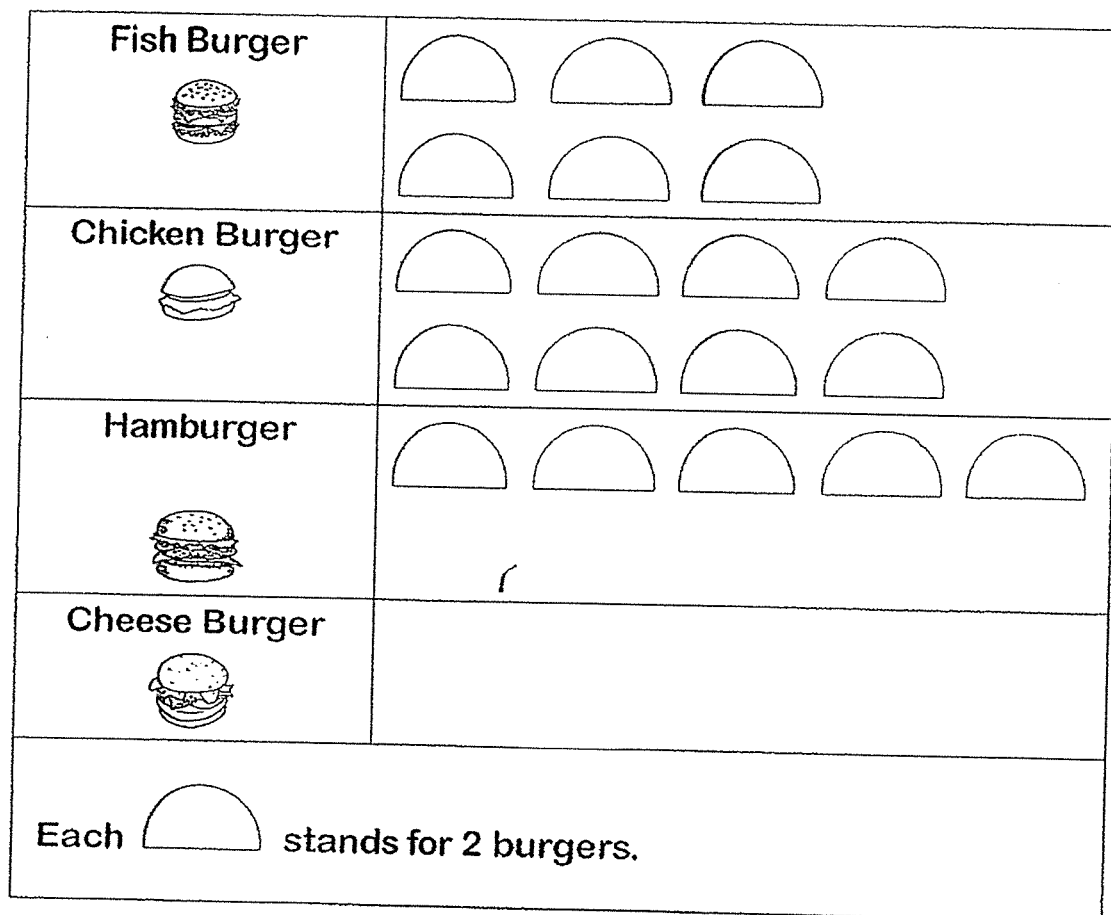 Fish Burger
Chicken Burger
Hamburger
Cheese Burger
Each stands for 2 burgers.